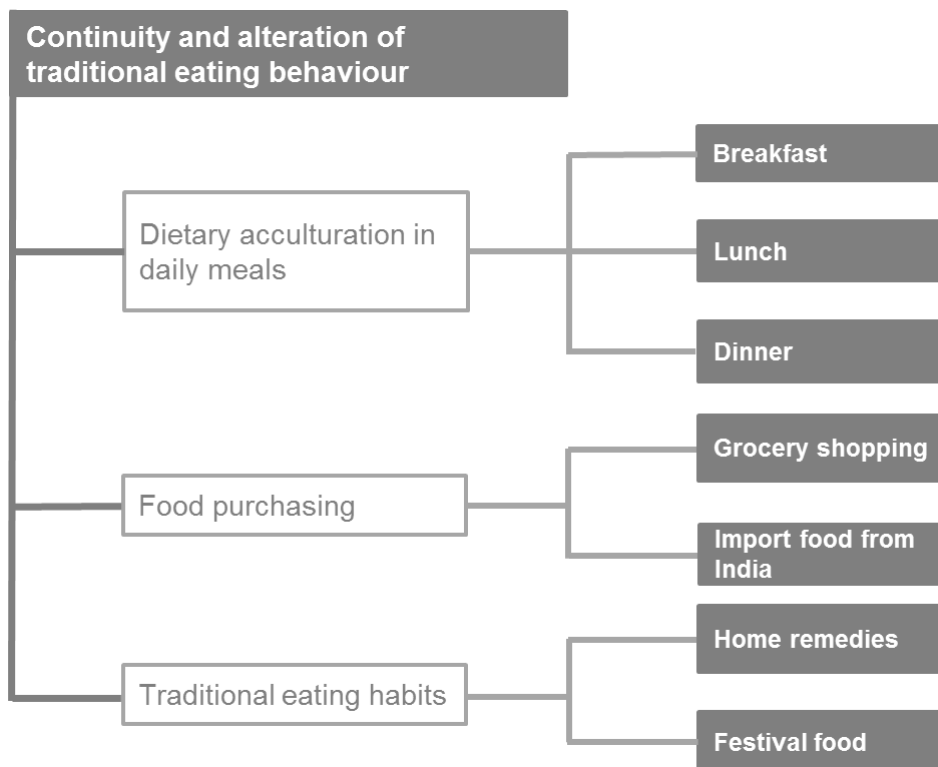 Continuity and alteration of
traditional eating behaviour
Breakfast
Dietary acculturation in
daily meals
Lunch
Dinner
Grocery shopping
Food purchasing
Import food from
India
Home remedies
Traditional eating habits
Festival food